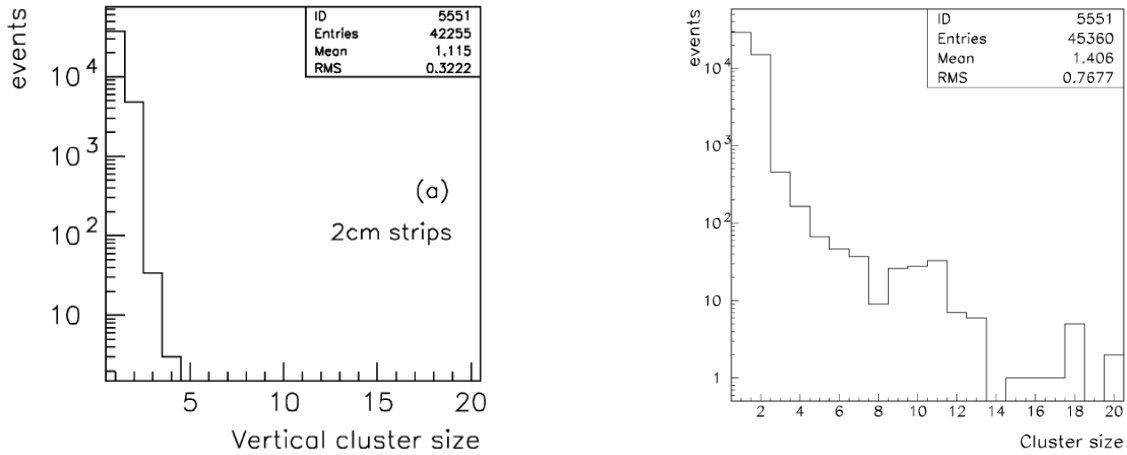 events
ID 5551
Entries 42255
Mean 1.115
RMS 0.3222
10^4
10^3
10^2
10
(a)
2cm strips
5 10 15 20
Vertical cluster size
events
ID 5551
Entries 45360
Mean 1.406
RMS 0.7677
10^4
10^3
10^2
10
1
2 4 6 8 10 12 14 16 18 20
Cluster size